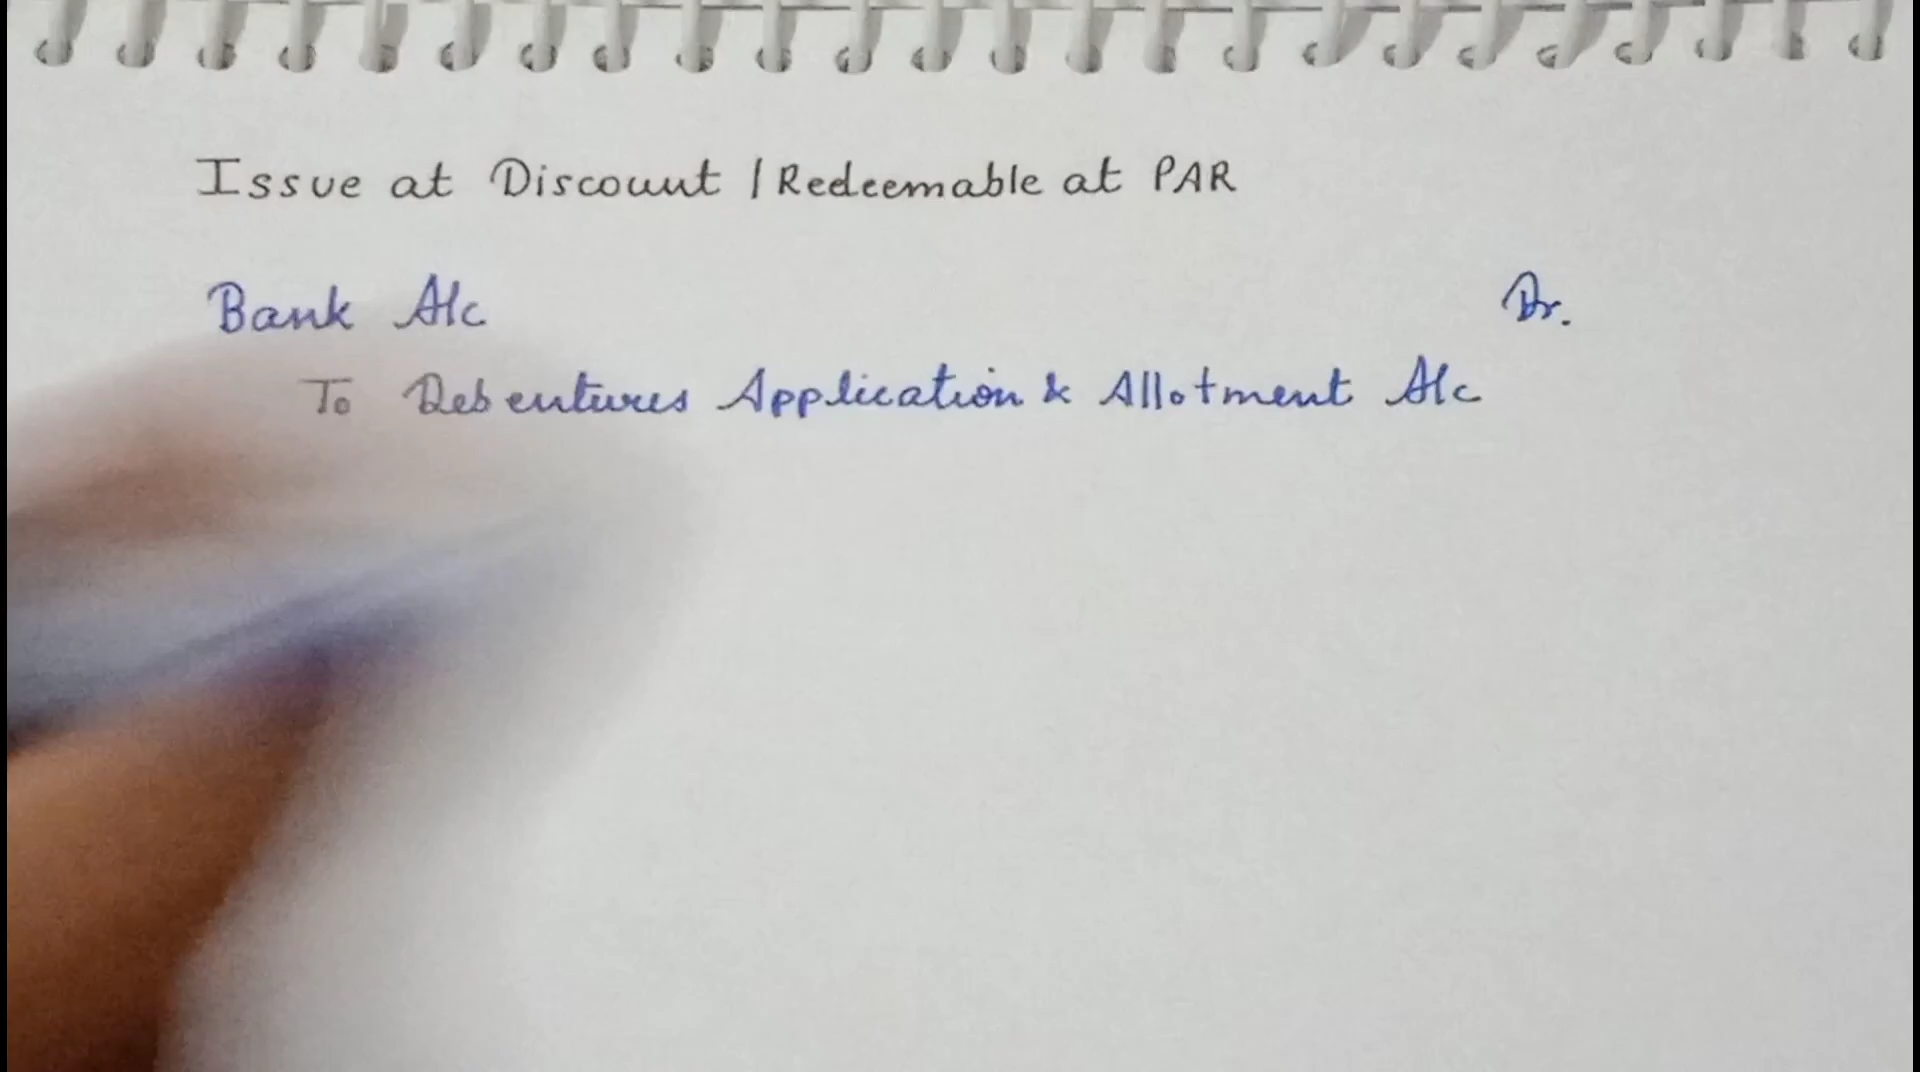 Issue at Discount / Redeemable at PAR
Bank A/c Dr.
To Debentures Application & Allotment A/c